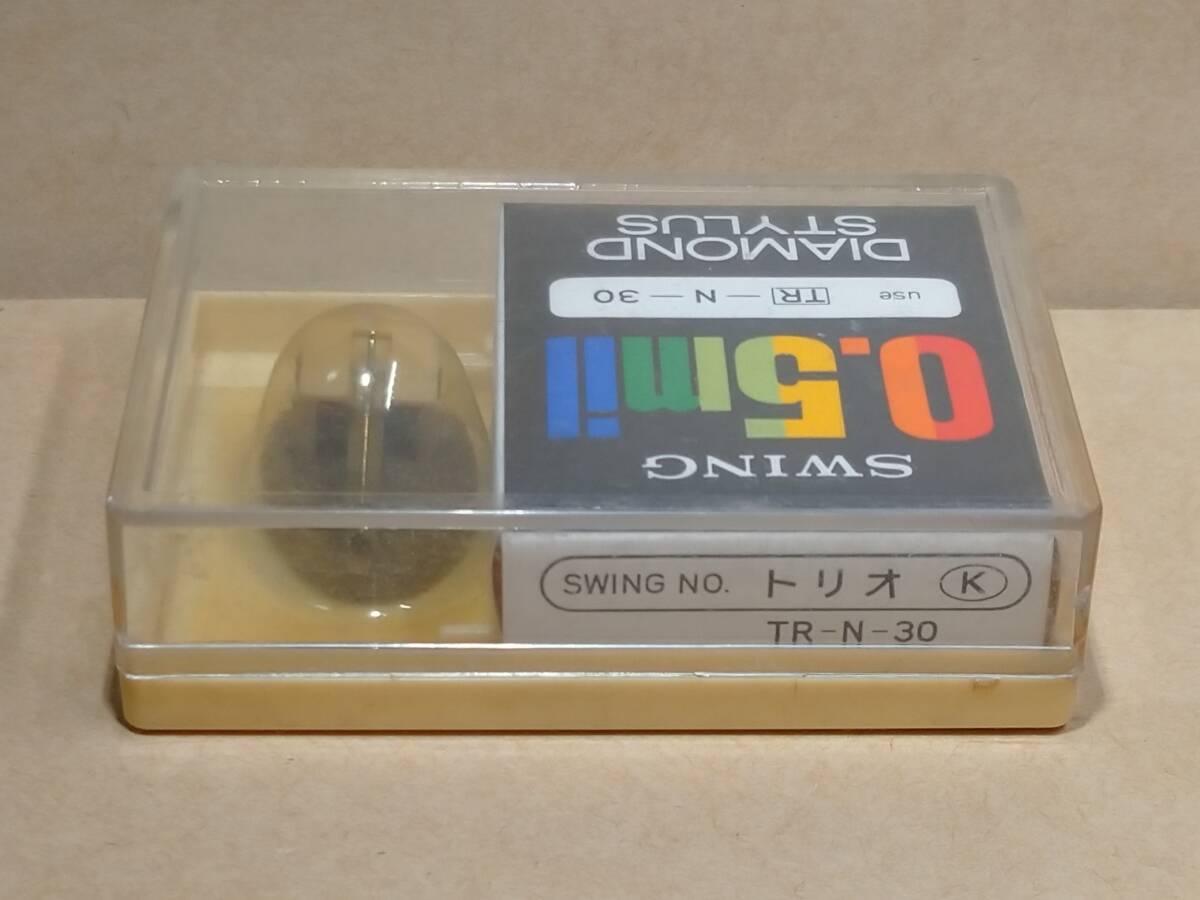 SWING
0.5mil
use TR-N-30
DIAMOND
STYLUS
SWING NO. トリオ K
TR-N-30